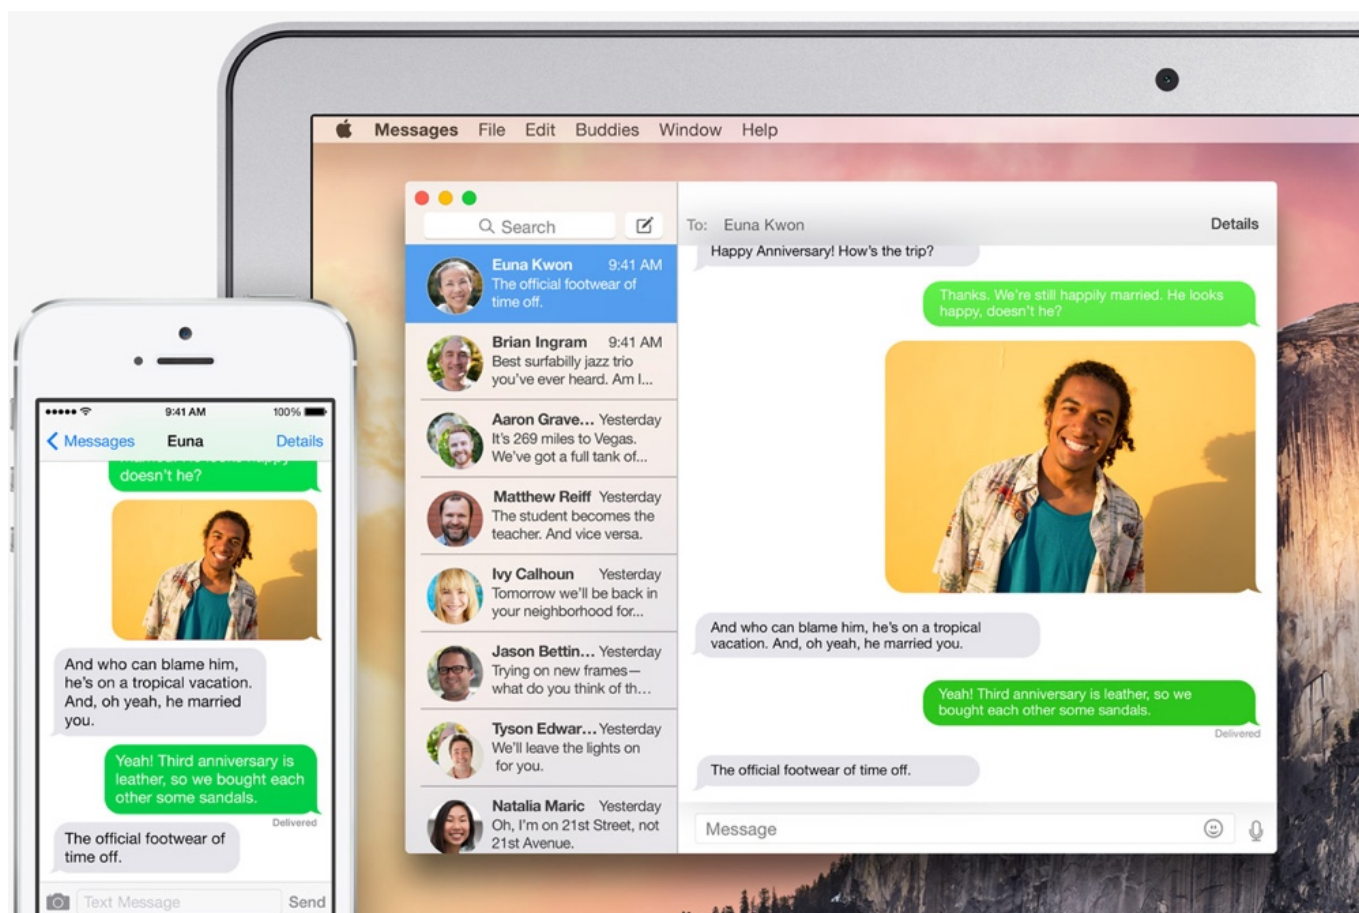 Messages File Edit Buddies Window Help
Search
Euna Kwon 9:41 AM
The official footwear of
time off.
Brian Ingram 9:41 AM
Best surfabilly jazz trio
you've ever heard. Am I...
Aaron Grave... Yesterday
It's 269 miles to Vegas.
We've got a full tank of...
Matthew Reiff Yesterday
The student becomes the
teacher. And vice versa.
Ivy Calhoun Yesterday
Tomorrow we'll be back in
your neighborhood for...
Jason Bettin... Yesterday
Trying on new frames—
what do you think of th...
Tyson Edwar... Yesterday
We'll leave the lights on
for you.
Natalia Maric Yesterday
Oh, I'm on 21st Street, not
21st Avenue.
To: Euna Kwon Details
Happy Anniversary! How's the trip?
Thanks. We're still happily married. He looks
happy, doesn't he?
And who can blame him, he's on a tropical
vacation. And, oh yeah, he married you.
Yeah! Third anniversary is leather, so we
bought each other some sandals.
Delivered
The official footwear of time off.
Message
9:41 AM 100%
Messages Euna Details
doesn't he?
And who can blame him,
he's on a tropical vacation.
And, oh yeah, he married
you.
Yeah! Third anniversary is
leather, so we bought each
other some sandals.
Delivered
The official footwear of
time off.
Text Message Send